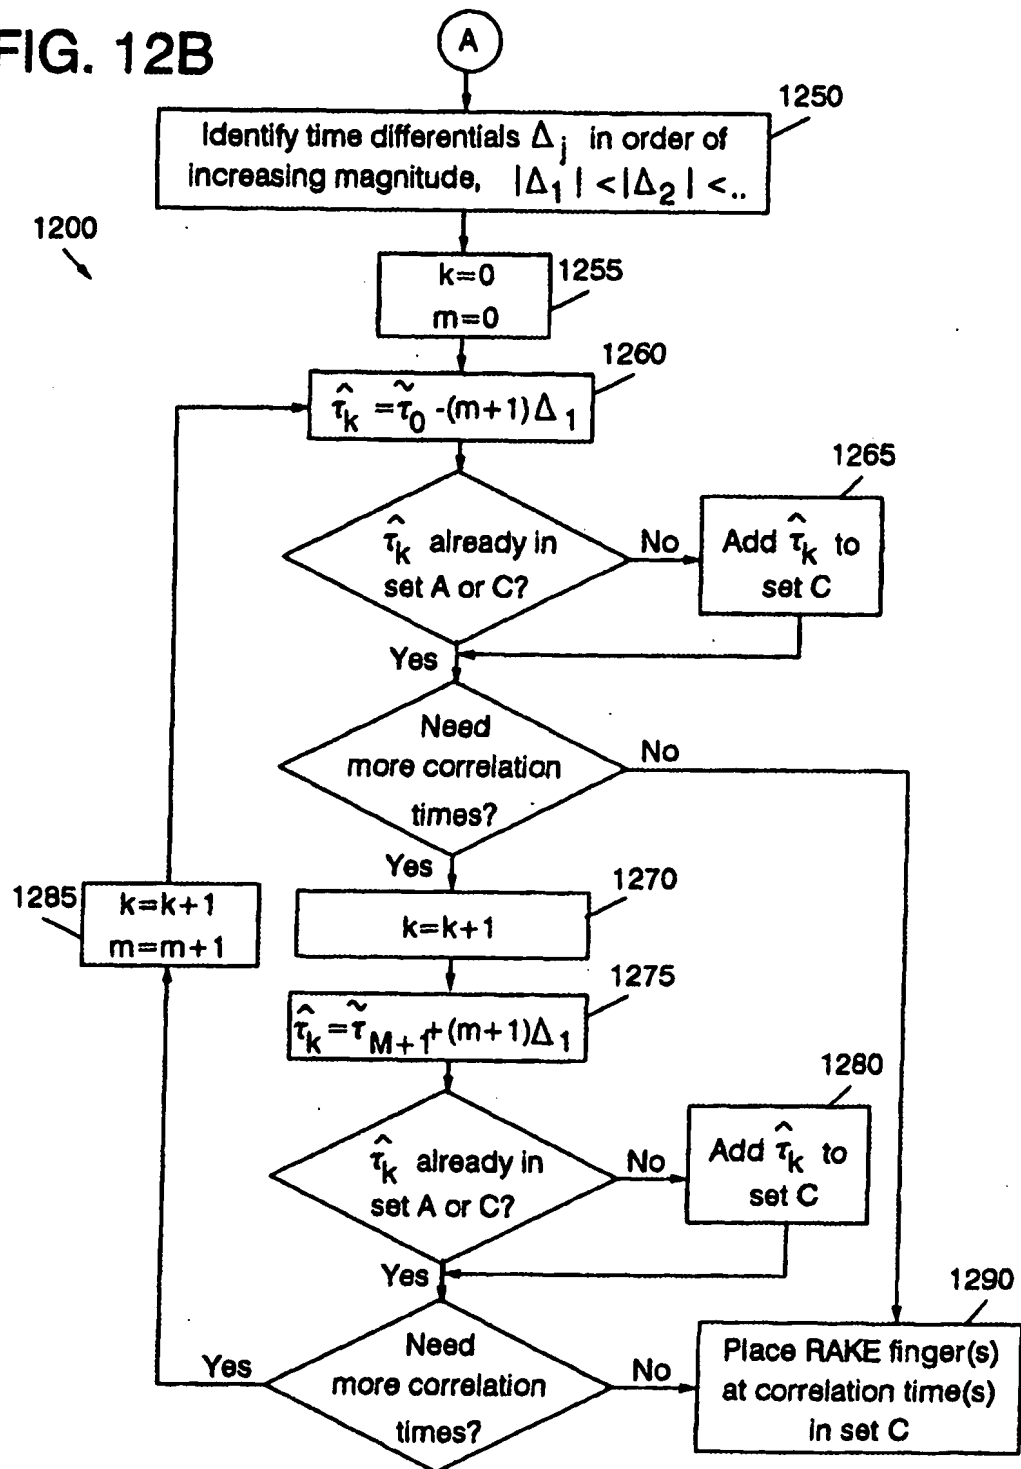 FIG. 12B
A
1250
Identify time differentials Δj in order of
increasing magnitude, |Δ1| <|Δ2| <..
1200
1255
k=0
m=0
1260
τ̂k = τ̃0 -(m+1)Δ1
1265
τ̂k already in
set A or C?
No
Add τ̂k to
set C
Yes
Need
more correlation
times?
No
Yes
1270
k=k+1
1285
k=k+1
m=m+1
1275
τ̂k = τ̃M+1 +(m+1)Δ1
1280
τ̂k already in
set A or C?
No
Add τ̂k to
set C
Yes
1290
Need
more correlation
times?
Yes
No
Place RAKE finger(s)
at correlation time(s)
in set C